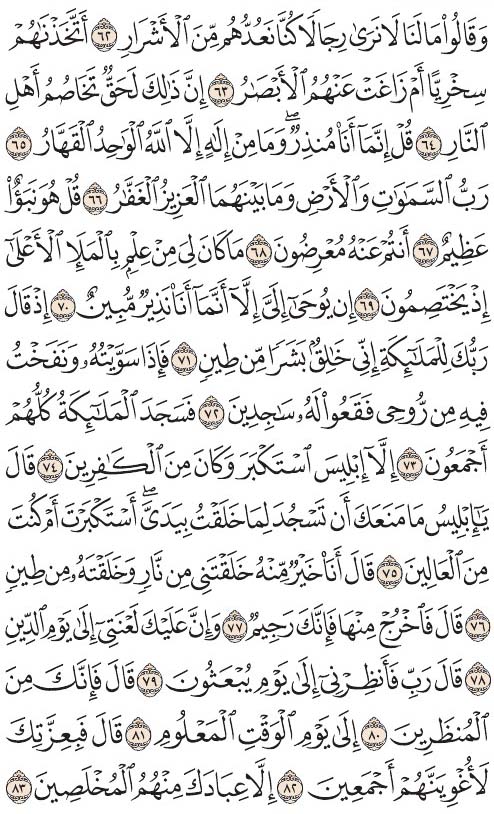 وَقَالُوا۟ مَا لَنَا لَا نَرَىٰ رِجَالًا كُنَّا نَعُدُّهُم مِّنَ ٱلْأَشْرَارِ ٦٢ أَتَّخَذْنَٰهُمْ
سِخْرِيًّا أَمْ زَاغَتْ عَنْهُمُ ٱلْأَبْصَٰرُ ٦٣ إِنَّ ذَٰلِكَ لَحَقٌّ تَخَاصُمُ أَهْلِ
ٱلنَّارِ ٦٤ قُلْ إِنَّمَآ أَنَا۠ مُنذِرٌ ۖ وَمَا مِنْ إِلَٰهٍ إِلَّا ٱللَّهُ ٱلْوَٰحِدُ ٱلْقَهَّارُ ٦٥
رَبُّ ٱلسَّمَٰوَٰتِ وَٱلْأَرْضِ وَمَا بَيْنَهُمَا ٱلْعَزِيزُ ٱلْغَفَّٰرُ ٦٦ قُلْ هُوَ نَبَؤٌا۟
عَظِيمٌ ٦٧ أَنتُمْ عَنْهُ مُعْرِضُونَ ٦٨ مَا كَانَ لِىَ مِنْ عِلْمٍۭ بِٱلْمَلَإِ ٱلْأَعْلَىٰٓ
إِذْ يَخْتَصِمُونَ ٦٩ إِن يُوحَىٰٓ إِلَىَّ إِلَّآ أَنَّمَآ أَنَا۠ نَذِيرٌ مُّبِينٌ ٧٠ إِذْ قَالَ
رَبُّكَ لِلْمَلَٰٓئِكَةِ إِنِّى خَٰلِقٌۢ بَشَرًا مِّن طِينٍ ٧١ فَإِذَا سَوَّيْتُهُۥ وَنَفَخْتُ
فِيهِ مِن رُّوحِى فَقَعُوا۟ لَهُۥ سَٰجِدِينَ ٧٢ فَسَجَدَ ٱلْمَلَٰٓئِكَةُ كُلُّهُمْ
أَجْمَعُونَ ٧٣ إِلَّآ إِبْلِيسَ ٱسْتَكْبَرَ وَكَانَ مِنَ ٱلْكَٰفِرِينَ ٧٤ قَالَ
يَٰٓإِبْلِيسُ مَا مَنَعَكَ أَن تَسْجُدَ لِمَا خَلَقْتُ بِيَدَىَّ ۖ أَسْتَكْبَرْتَ أَمْ كُنتَ
مِنَ ٱلْعَالِينَ ٧٥ قَالَ أَنَا۠ خَيْرٌ مِّنْهُ خَلَقْتَنِى مِن نَّارٍ وَخَلَقْتَهُۥ مِن طِينٍ
٧٦ قَالَ فَٱخْرُجْ مِنْهَا فَإِنَّكَ رَجِيمٌ ٧٧ وَإِنَّ عَلَيْكَ لَعْنَتِىٓ إِلَىٰ يَوْمِ ٱلدِّينِ
٧٨ قَالَ رَبِّ فَأَنظِرْنِىٓ إِلَىٰ يَوْمِ يُبْعَثُونَ ٧٩ قَالَ فَإِنَّكَ مِنَ
ٱلْمُنظَرِينَ ٨٠ إِلَىٰ يَوْمِ ٱلْوَقْتِ ٱلْمَعْلُومِ ٨١ قَالَ فَبِعِزَّتِكَ
لَأُغْوِيَنَّهُمْ أَجْمَعِينَ ٨٢ إِلَّا عِبَادَكَ مِنْهُمُ ٱلْمُخْلَصِينَ ٨٣